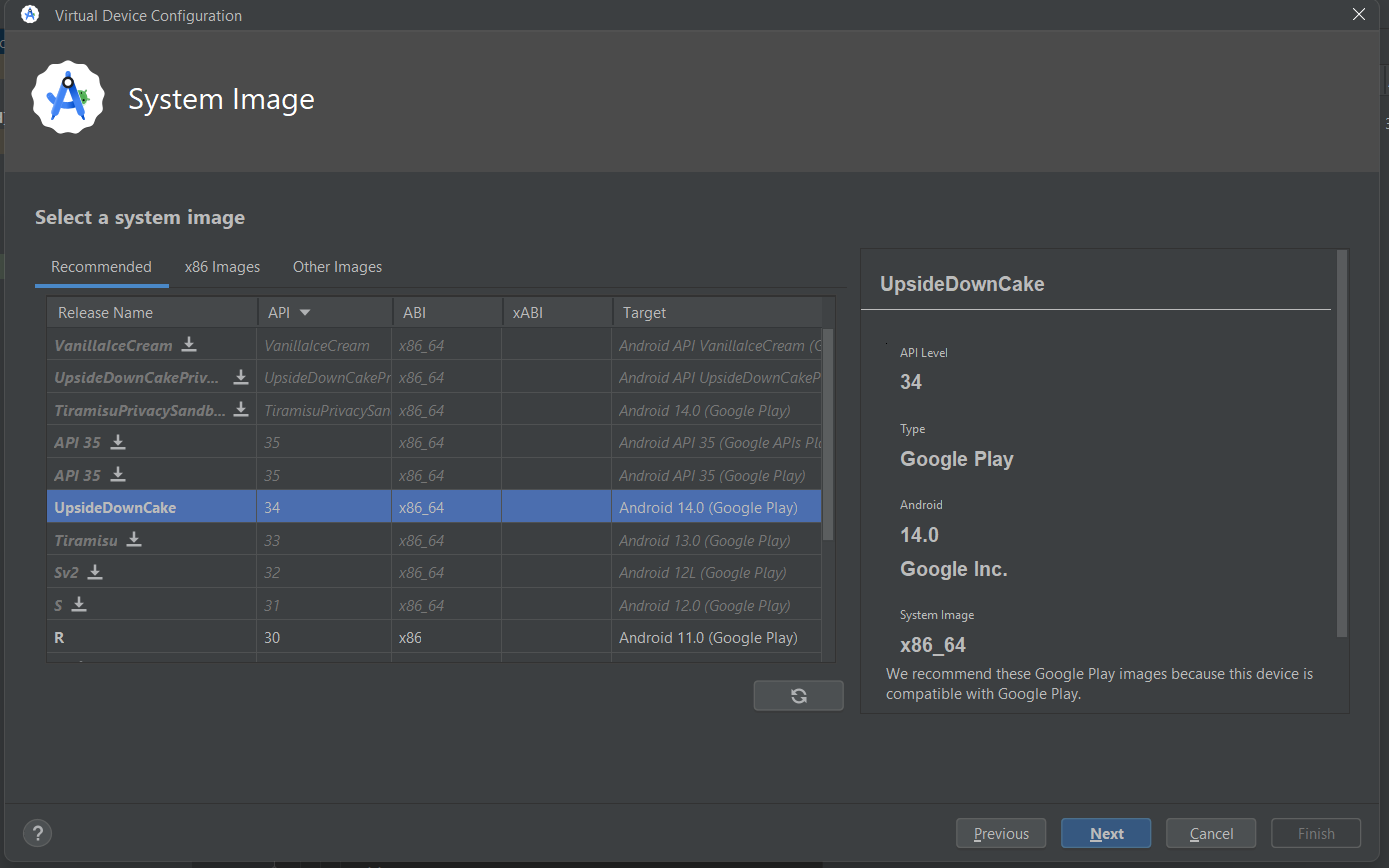 Virtual Device Configuration
System Image
Select a system image
Recommended x86 Images Other Images
Release Name API ABI xABI Target
VanillaIceCream VanillaIceCream x86_64 Android API VanillaIceCream (G
UpsideDownCakePriv... UpsideDownCakePr x86_64 Android API UpsideDownCakeP
TiramisuPrivacySandb... TiramisuPrivacySan x86_64 Android 14.0 (Google Play)
API 35 35 x86_64 Android API 35 (Google APIs Pla
API 35 35 x86_64 Android API 35 (Google Play)
UpsideDownCake 34 x86_64 Android 14.0 (Google Play)
Tiramisu 33 x86_64 Android 13.0 (Google Play)
Sv2 32 x86_64 Android 12L (Google Play)
S 31 x86_64 Android 12.0 (Google Play)
R 30 x86 Android 11.0 (Google Play)
UpsideDownCake
API Level
34
Type
Google Play
Android
14.0
Google Inc.
System Image
x86_64
We recommend these Google Play images because this device is
compatible with Google Play.
? Previous Next Cancel Finish